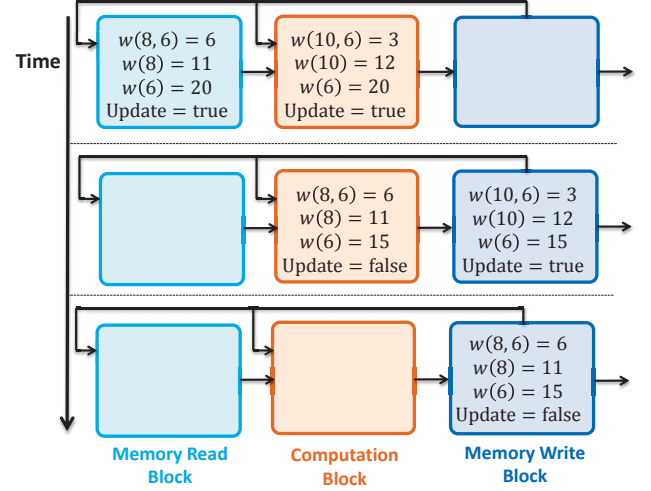 Time
w(8, 6) = 6
w(8) = 11
w(6) = 20
Update = true
w(10, 6) = 3
w(10) = 12
w(6) = 20
Update = true
w(8, 6) = 6
w(8) = 11
w(6) = 15
Update = false
w(10, 6) = 3
w(10) = 12
w(6) = 15
Update = true
w(8, 6) = 6
w(8) = 11
w(6) = 15
Update = false
Memory Read
Block
Computation
Block
Memory Write
Block